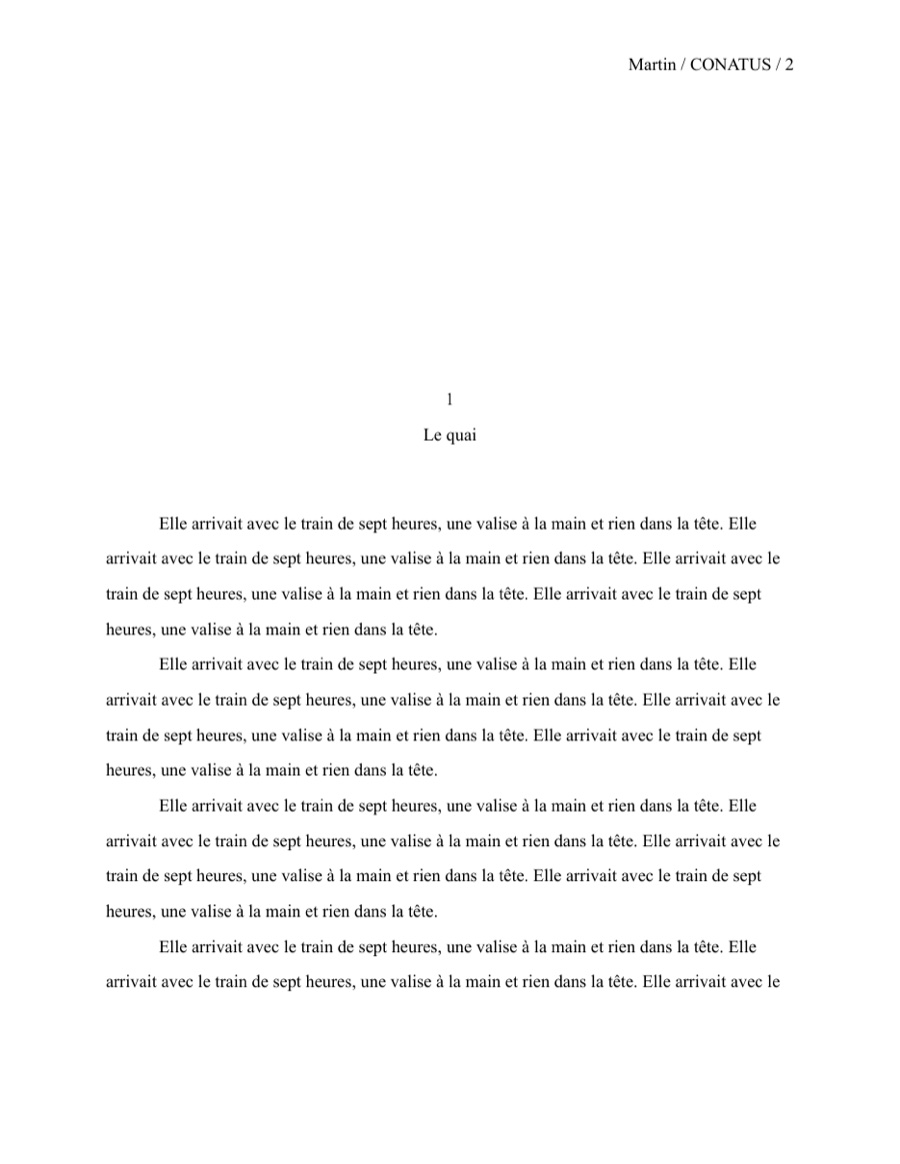 Martin / CONATUS / 2
1
Le quai
Elle arrivait avec le train de sept heures, une valise à la main et rien dans la tête. Elle
arrivait avec le train de sept heures, une valise à la main et rien dans la tête. Elle arrivait avec le
train de sept heures, une valise à la main et rien dans la tête. Elle arrivait avec le train de sept
heures, une valise à la main et rien dans la tête.
Elle arrivait avec le train de sept heures, une valise à la main et rien dans la tête. Elle
arrivait avec le train de sept heures, une valise à la main et rien dans la tête. Elle arrivait avec le
train de sept heures, une valise à la main et rien dans la tête. Elle arrivait avec le train de sept
heures, une valise à la main et rien dans la tête.
Elle arrivait avec le train de sept heures, une valise à la main et rien dans la tête. Elle
arrivait avec le train de sept heures, une valise à la main et rien dans la tête. Elle arrivait avec le
train de sept heures, une valise à la main et rien dans la tête. Elle arrivait avec le train de sept
heures, une valise à la main et rien dans la tête.
Elle arrivait avec le train de sept heures, une valise à la main et rien dans la tête. Elle
arrivait avec le train de sept heures, une valise à la main et rien dans la tête. Elle arrivait avec le